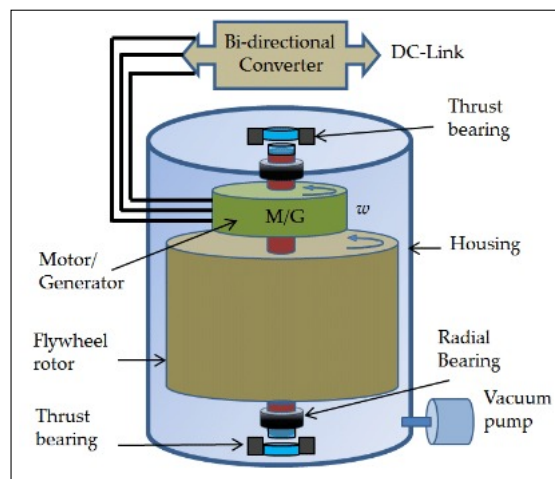 Bi-directional
Converter
DC-Link
Thrust
bearing
M/G
w
Motor/
Generator
Housing
Flywheel
rotor
Radial
Bearing
Thrust
bearing
Vacuum
pump